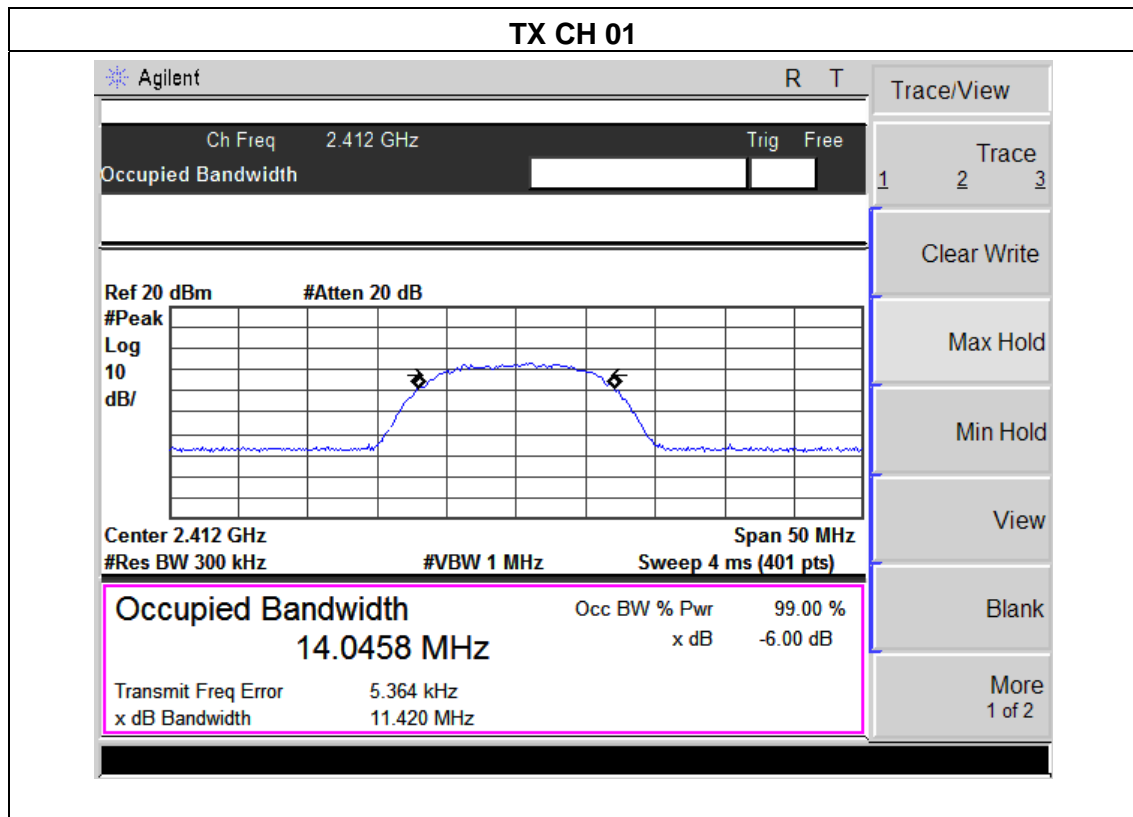 TX CH 01
Agilent R T
Trace/View
Ch Freq 2.412 GHz Trig Free
Occupied Bandwidth
Trace
1 2 3
Clear Write
Ref 20 dBm #Atten 20 dB
#Peak
Log
10
dB/
Max Hold
Min Hold
View
Center 2.412 GHz Span 50 MHz
#Res BW 300 kHz #VBW 1 MHz Sweep 4 ms (401 pts)
Occupied Bandwidth Occ BW % Pwr 99.00 %
14.0458 MHz x dB -6.00 dB
Blank
Transmit Freq Error 5.364 kHz
x dB Bandwidth 11.420 MHz
More
1 of 2